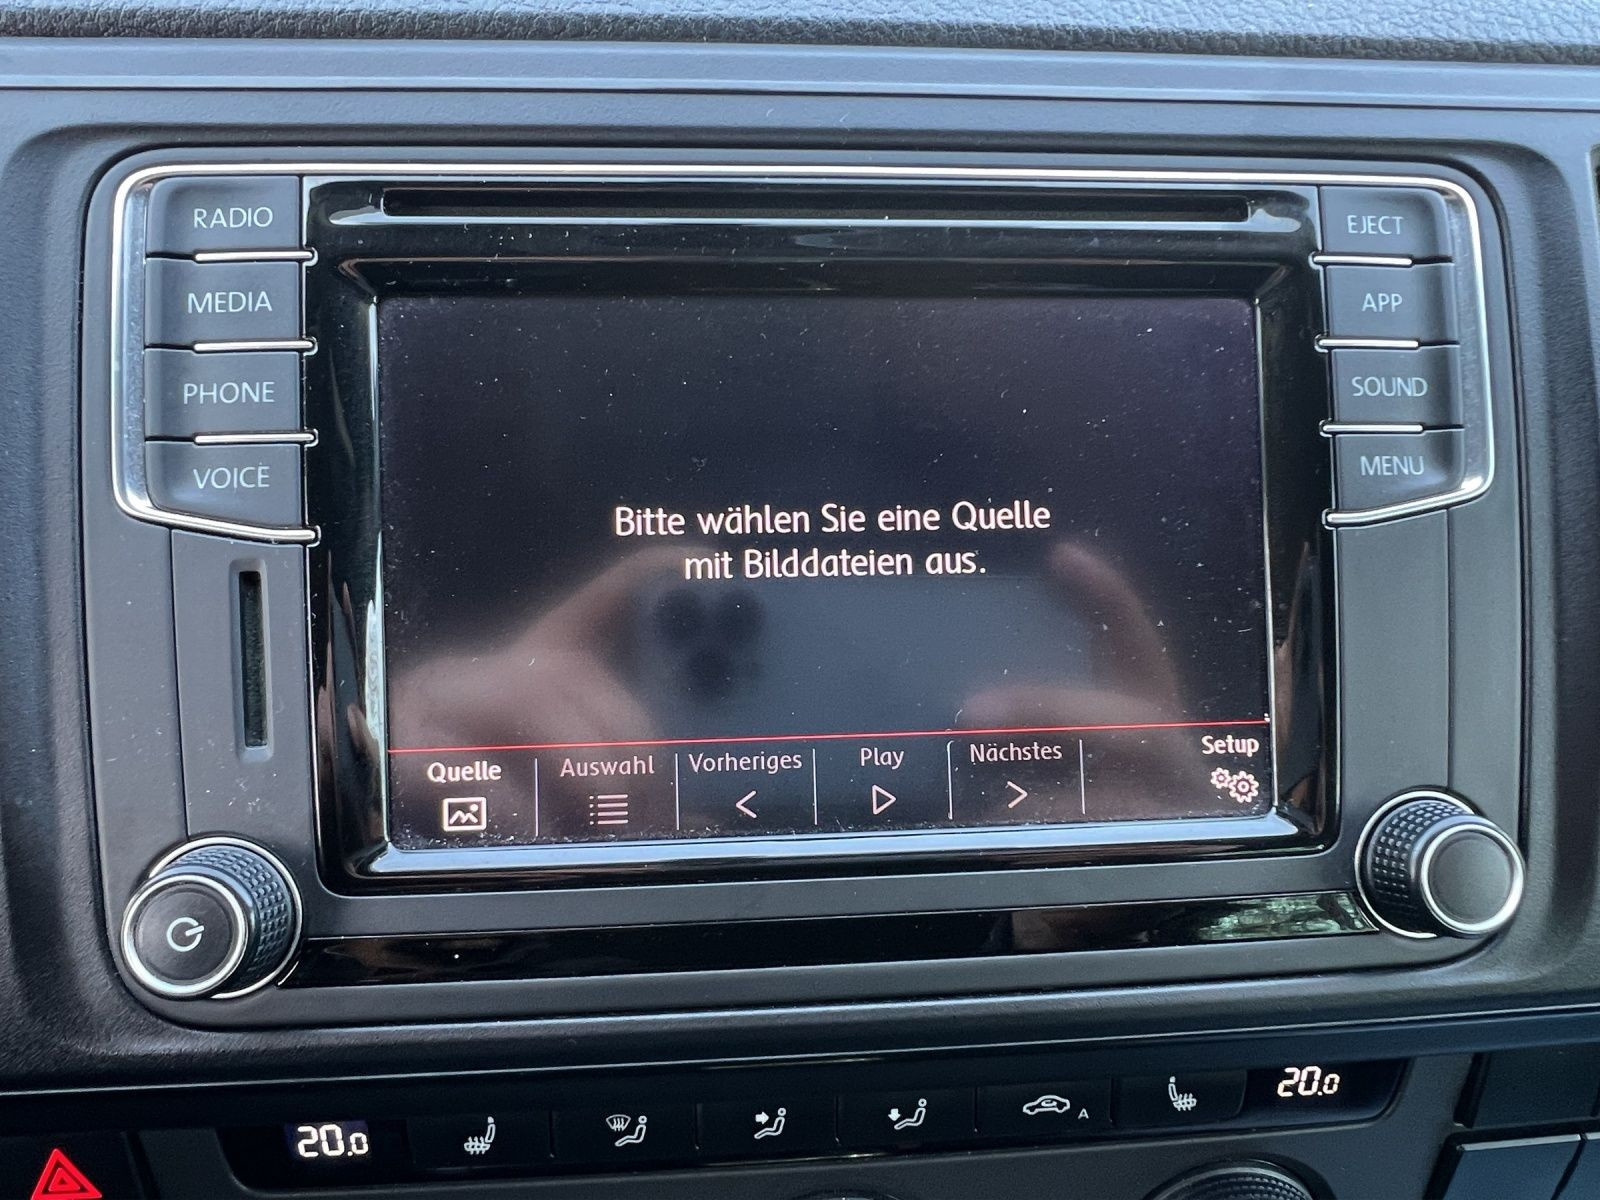 RADIO
MEDIA
PHONE
VOICE
EJECT
APP
SOUND
MENU
Bitte wählen Sie eine Quelle
mit Bilddateien aus.
Quelle
Auswahl
Vorheriges
Play
Nächstes
Setup
20.0
A
20.0